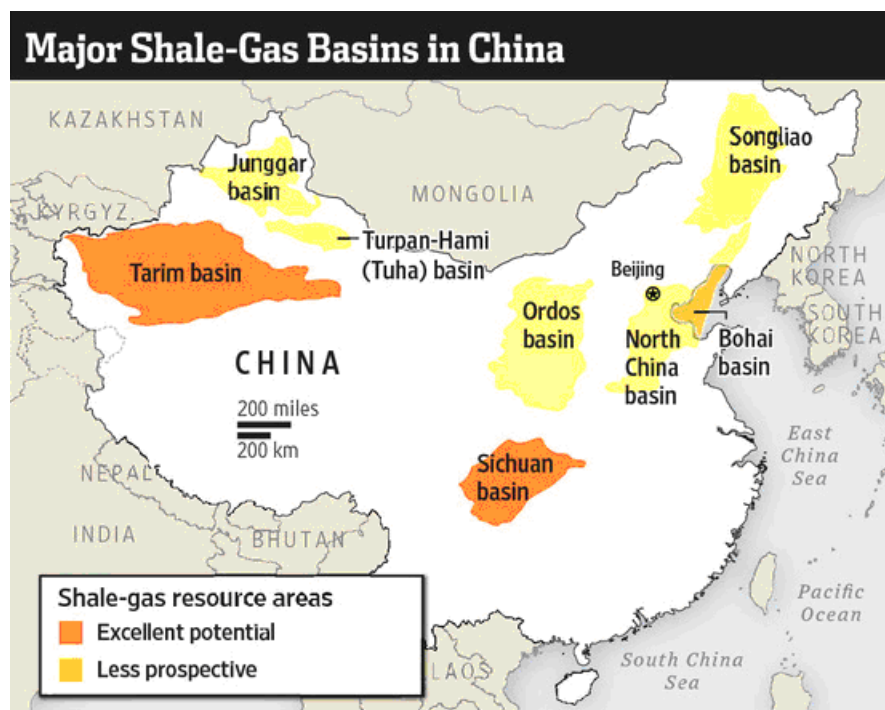 Major Shale-Gas Basins in China
KAZAKHSTAN
Songliao
basin
Junggar
basin
MONGOLIA
KYRGYZ.
Turpan-Hami
(Tuha) basin
Tarim basin
Beijing
NORTH
KOREA
Ordos
basin
SOUTH
KOREA
North
China
basin
Bohai
basin
CHINA
200 miles
200 km
East
China
Sea
Sichuan
basin
NEPAL
INDIA
BHUTAN
Pacific
Ocean
Shale-gas resource areas
Excellent potential
Less prospective
LAOS
South China
Sea